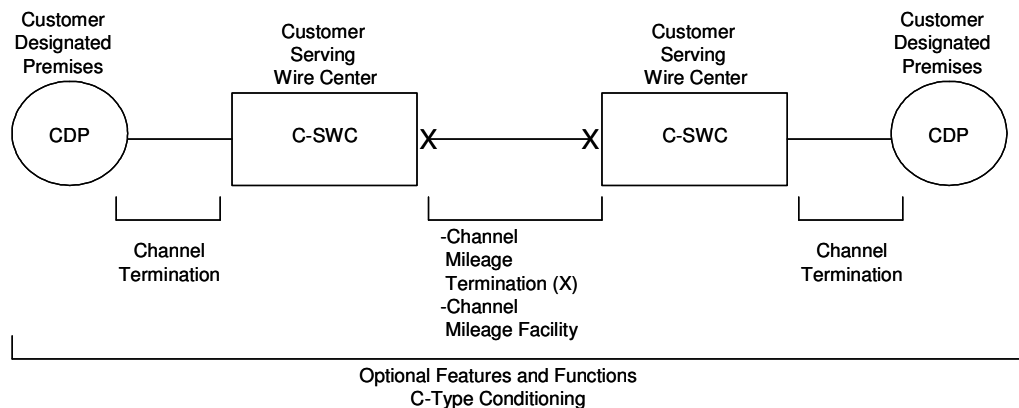 Customer
Designated
Premises
Customer
Serving
Wire Center
Customer
Serving
Wire Center
Customer
Designated
Premises
CDP
C-SWC
X
X
C-SWC
CDP
Channel
Termination
-Channel
Mileage
Termination (X)
-Channel
Mileage Facility
Channel
Termination
Optional Features and Functions
C-Type Conditioning